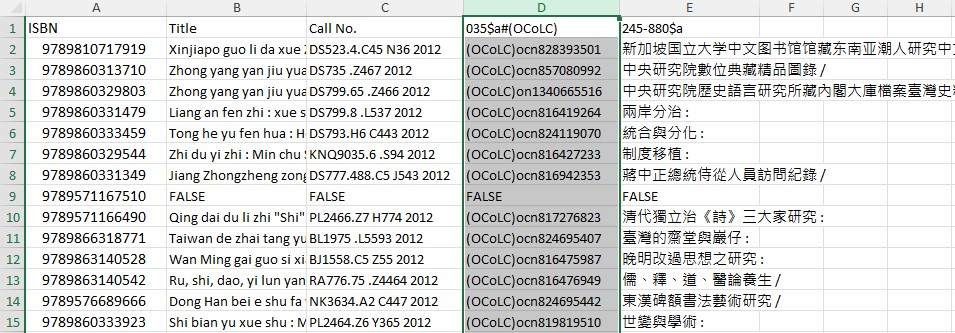 A B C D E F G H
1 ISBN Title Call No. 035$a#(OCoLC) 245-880$a
2 9789810717919 Xinjiapo guo li da xue DS523.4.C45 N36 2012 (OCoLC)ocn828393501 新加坡国立大学中文图书馆馆藏东南亚潮人研究中
3 9789860313710 Zhong yang yan jiu yua DS735 .Z467 2012 (OCoLC)ocn857080992 中央研究院數位典藏精品圖錄 /
4 9789860329803 Zhong yang yan jiu yua DS799.65 .Z466 2012 (OCoLC)on1340665516 中央研究院歷史語言研究所藏內閣大庫檔案臺灣史
5 9789860331479 Liang an fen zhi : xue s DS799.8 .L537 2012 (OCoLC)ocn816419264 兩岸分治 :
6 9789860333459 Tong he yu fen hua : H DS793.H6 C443 2012 (OCoLC)ocn824119070 統合與分化 :
7 9789860329544 Zhi du yi zhi : Min chu KNQ9035.6 .S94 2012 (OCoLC)ocn816427233 制度移植 :
8 9789860331349 Jiang Zhongzheng zong DS777.488.C5 J543 2012 (OCoLC)ocn816942353 蔣中正總統侍從人員訪問紀錄 /
9 9789571167510 FALSE FALSE FALSE FALSE
10 9789571166490 Qing dai du li zhi "Shi" PL2466.Z7 H774 2012 (OCoLC)ocn817276823 清代獨立治《詩》三大家研究 :
11 9789866318771 Taiwan de zhai tang yu BL1975 .L5593 2012 (OCoLC)ocn824695407 臺灣的齋堂與巖仔 :
12 9789863140528 Wan Ming gai guo si xi BJ1558.C5 Z55 2012 (OCoLC)ocn816475987 晚明改過思想之研究 :
13 9789863140542 Ru, shi, dao, yi lun yan RA776.75 .Z4464 2012 (OCoLC)ocn816476949 儒、釋、道、醫論養生 /
14 9789576689666 Dong Han bei e shu fa NK3634.A2 C447 2012 (OCoLC)ocn824695442 東漢碑額書法藝術研究 /
15 9789860333923 Shi bian yu xue shu : M PL2464.Z6 Y365 2012 (OCoLC)ocn819819510 世變與學術 :